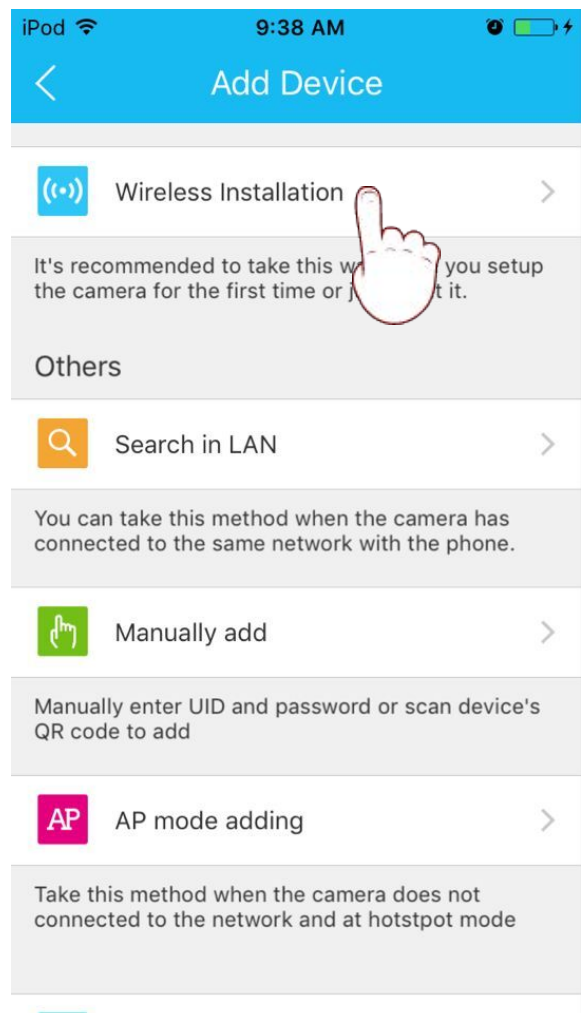 iPod 9:38 AM
Add Device
Wireless Installation
It's recommended to take this you setup
the camera for the first time or it.
Others
Search in LAN
You can take this method when the camera has
connected to the same network with the phone.
Manually add
Manually enter UID and password or scan device's
QR code to add
AP AP mode adding
Take this method when the camera does not
connected to the network and at hotstpot mode